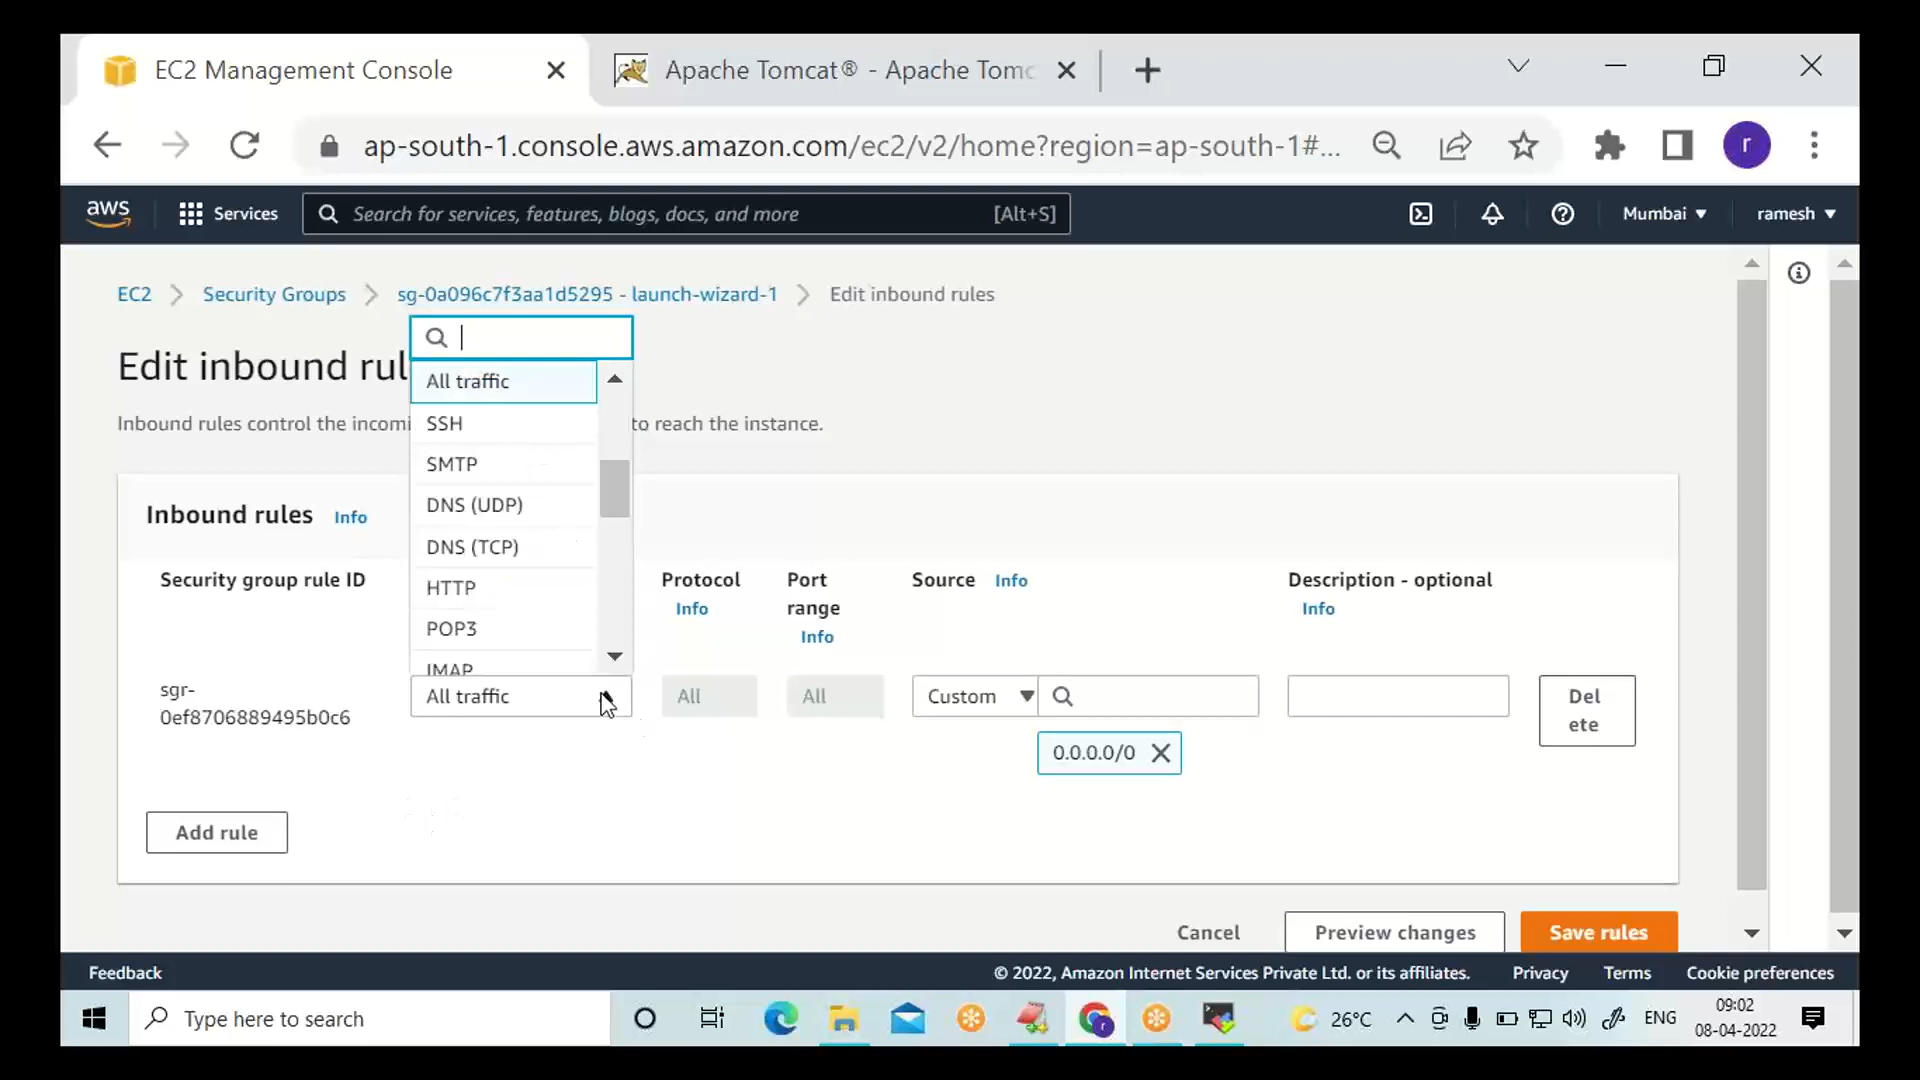 EC2 Management Console
Apache Tomcat® - Apache Tomc
ap-south-1.console.aws.amazon.com/ec2/v2/home?region=ap-south-1#...
r
aws
Services
Search for services, features, blogs, docs, and more
[Alt+S]
Mumbai
ramesh
EC2
Security Groups
sg-0a096c7f3aa1d5295 - launch-wizard-1
Edit inbound rules
Edit inbound rul
Inbound rules control the incomi
to reach the instance.
All traffic
SSH
SMTP
DNS (UDP)
DNS (TCP)
HTTP
POP3
IMAP
Inbound rules Info
Security group rule ID
Protocol
Info
Port
range
Info
Source Info
Description - optional
Info
sgr-
0ef8706889495b0c6
All traffic
All
All
Custom
0.0.0.0/0
Del
ete
Add rule
Cancel
Preview changes
Save rules
Feedback
© 2022, Amazon Internet Services Private Ltd. or its affiliates.
Privacy
Terms
Cookie preferences
Type here to search
26°C
ENG
09:02
08-04-2022